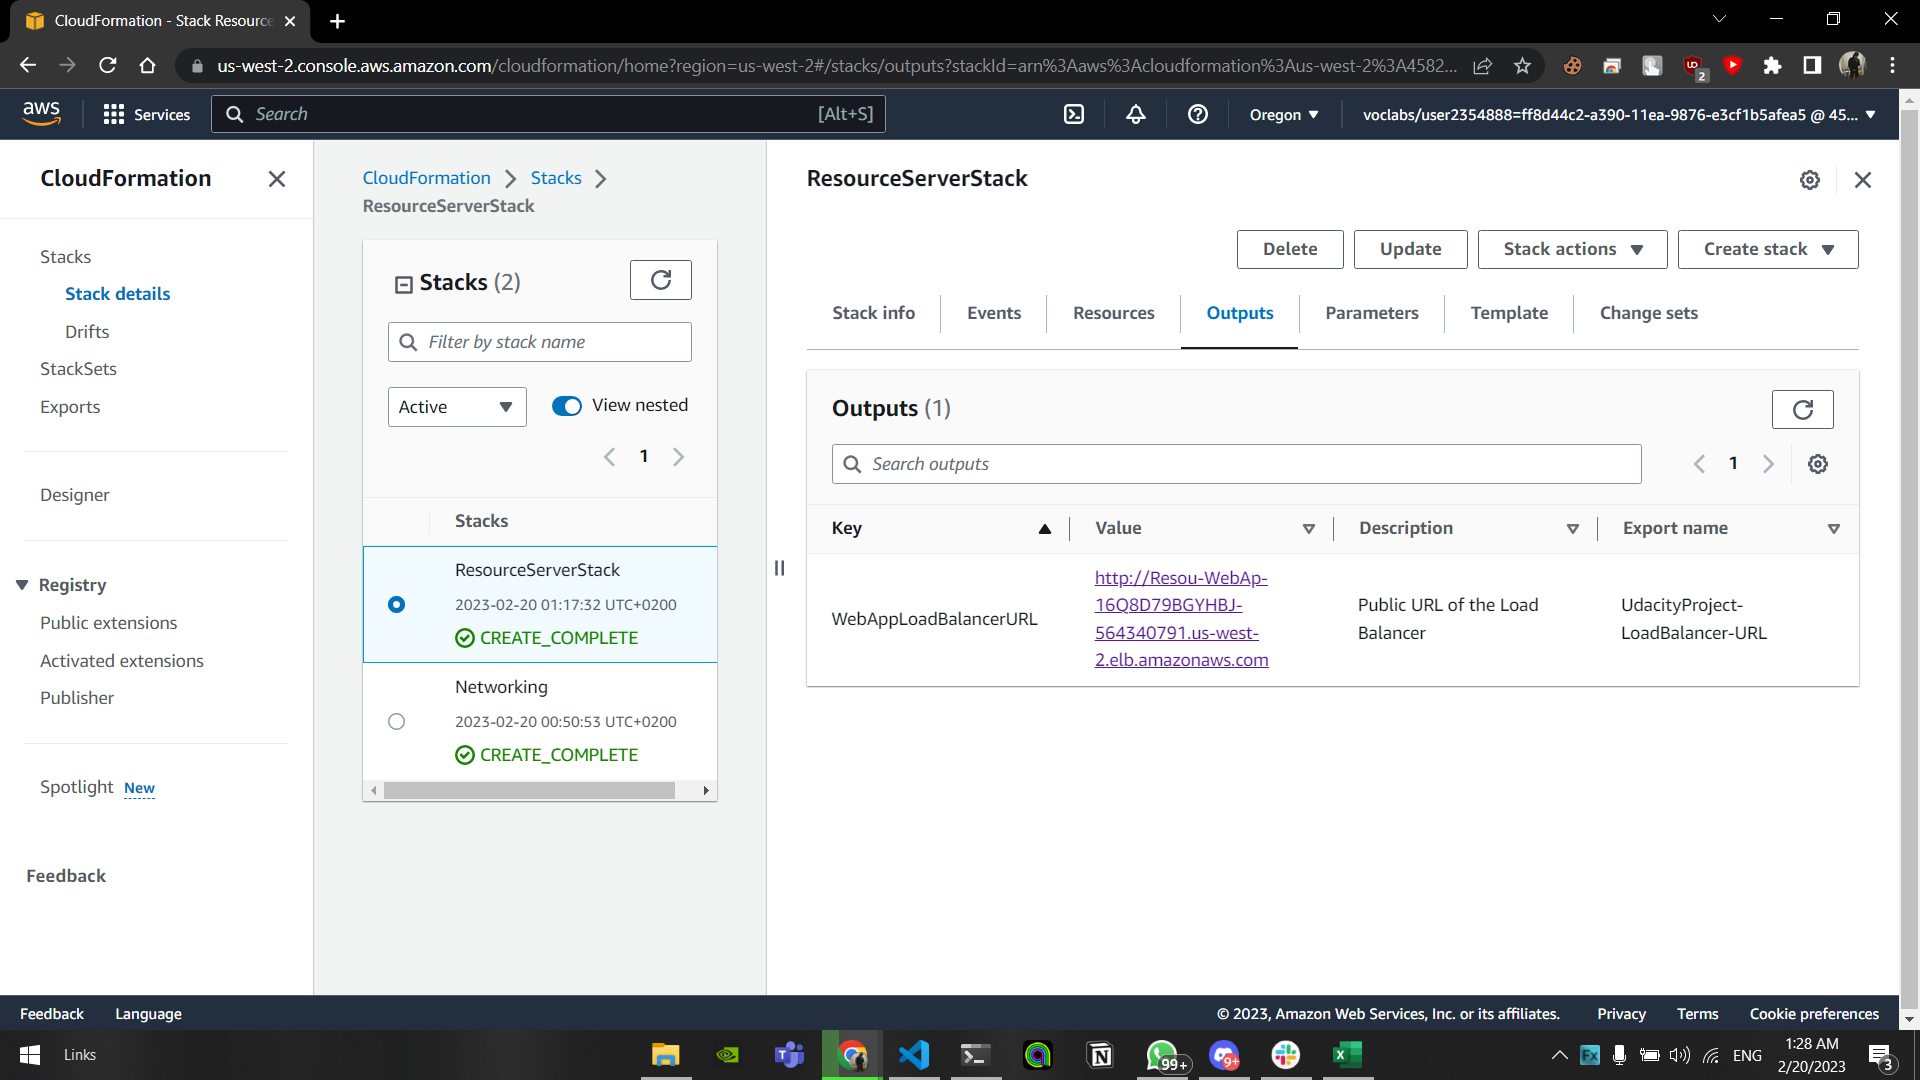 CloudFormation - Stack Resource
us-west-2.console.aws.amazon.com/cloudformation/home?region=us-west-2#/stacks/outputs?stackId=arn%3Aaws%3Acloudformation%3Aus-west-2%3A4582...
2
aws
Services
Search
[Alt+S]
Oregon
voclabs/user2354888=ff8d44c2-a390-11ea-9876-e3cf1b5afea5 @ 45...
CloudFormation
Stacks
Stack details
Drifts
StackSets
Exports
Designer
Registry
Public extensions
Activated extensions
Publisher
Spotlight New
Feedback
CloudFormation
Stacks
ResourceServerStack
Stacks (2)
Filter by stack name
Active
View nested
1
Stacks
ResourceServerStack
2023-02-20 01:17:32 UTC+0200
CREATE_COMPLETE
Networking
2023-02-20 00:50:53 UTC+0200
CREATE_COMPLETE
ResourceServerStack
Delete
Update
Stack actions
Create stack
Stack info
Events
Resources
Outputs
Parameters
Template
Change sets
Outputs (1)
Search outputs
1
Key
Value
Description
Export name
WebAppLoadBalancerURL
http://Resou-WebAp-
16Q8D79BGYHBJ-
564340791.us-west-
2.elb.amazonaws.com
Public URL of the Load
Balancer
UdacityProject-
LoadBalancer-URL
Feedback
Language
© 2023, Amazon Web Services, Inc. or its affiliates.
Privacy
Terms
Cookie preferences
Links
99+
9+
Fx
ENG
1:28 AM
2/20/2023
3